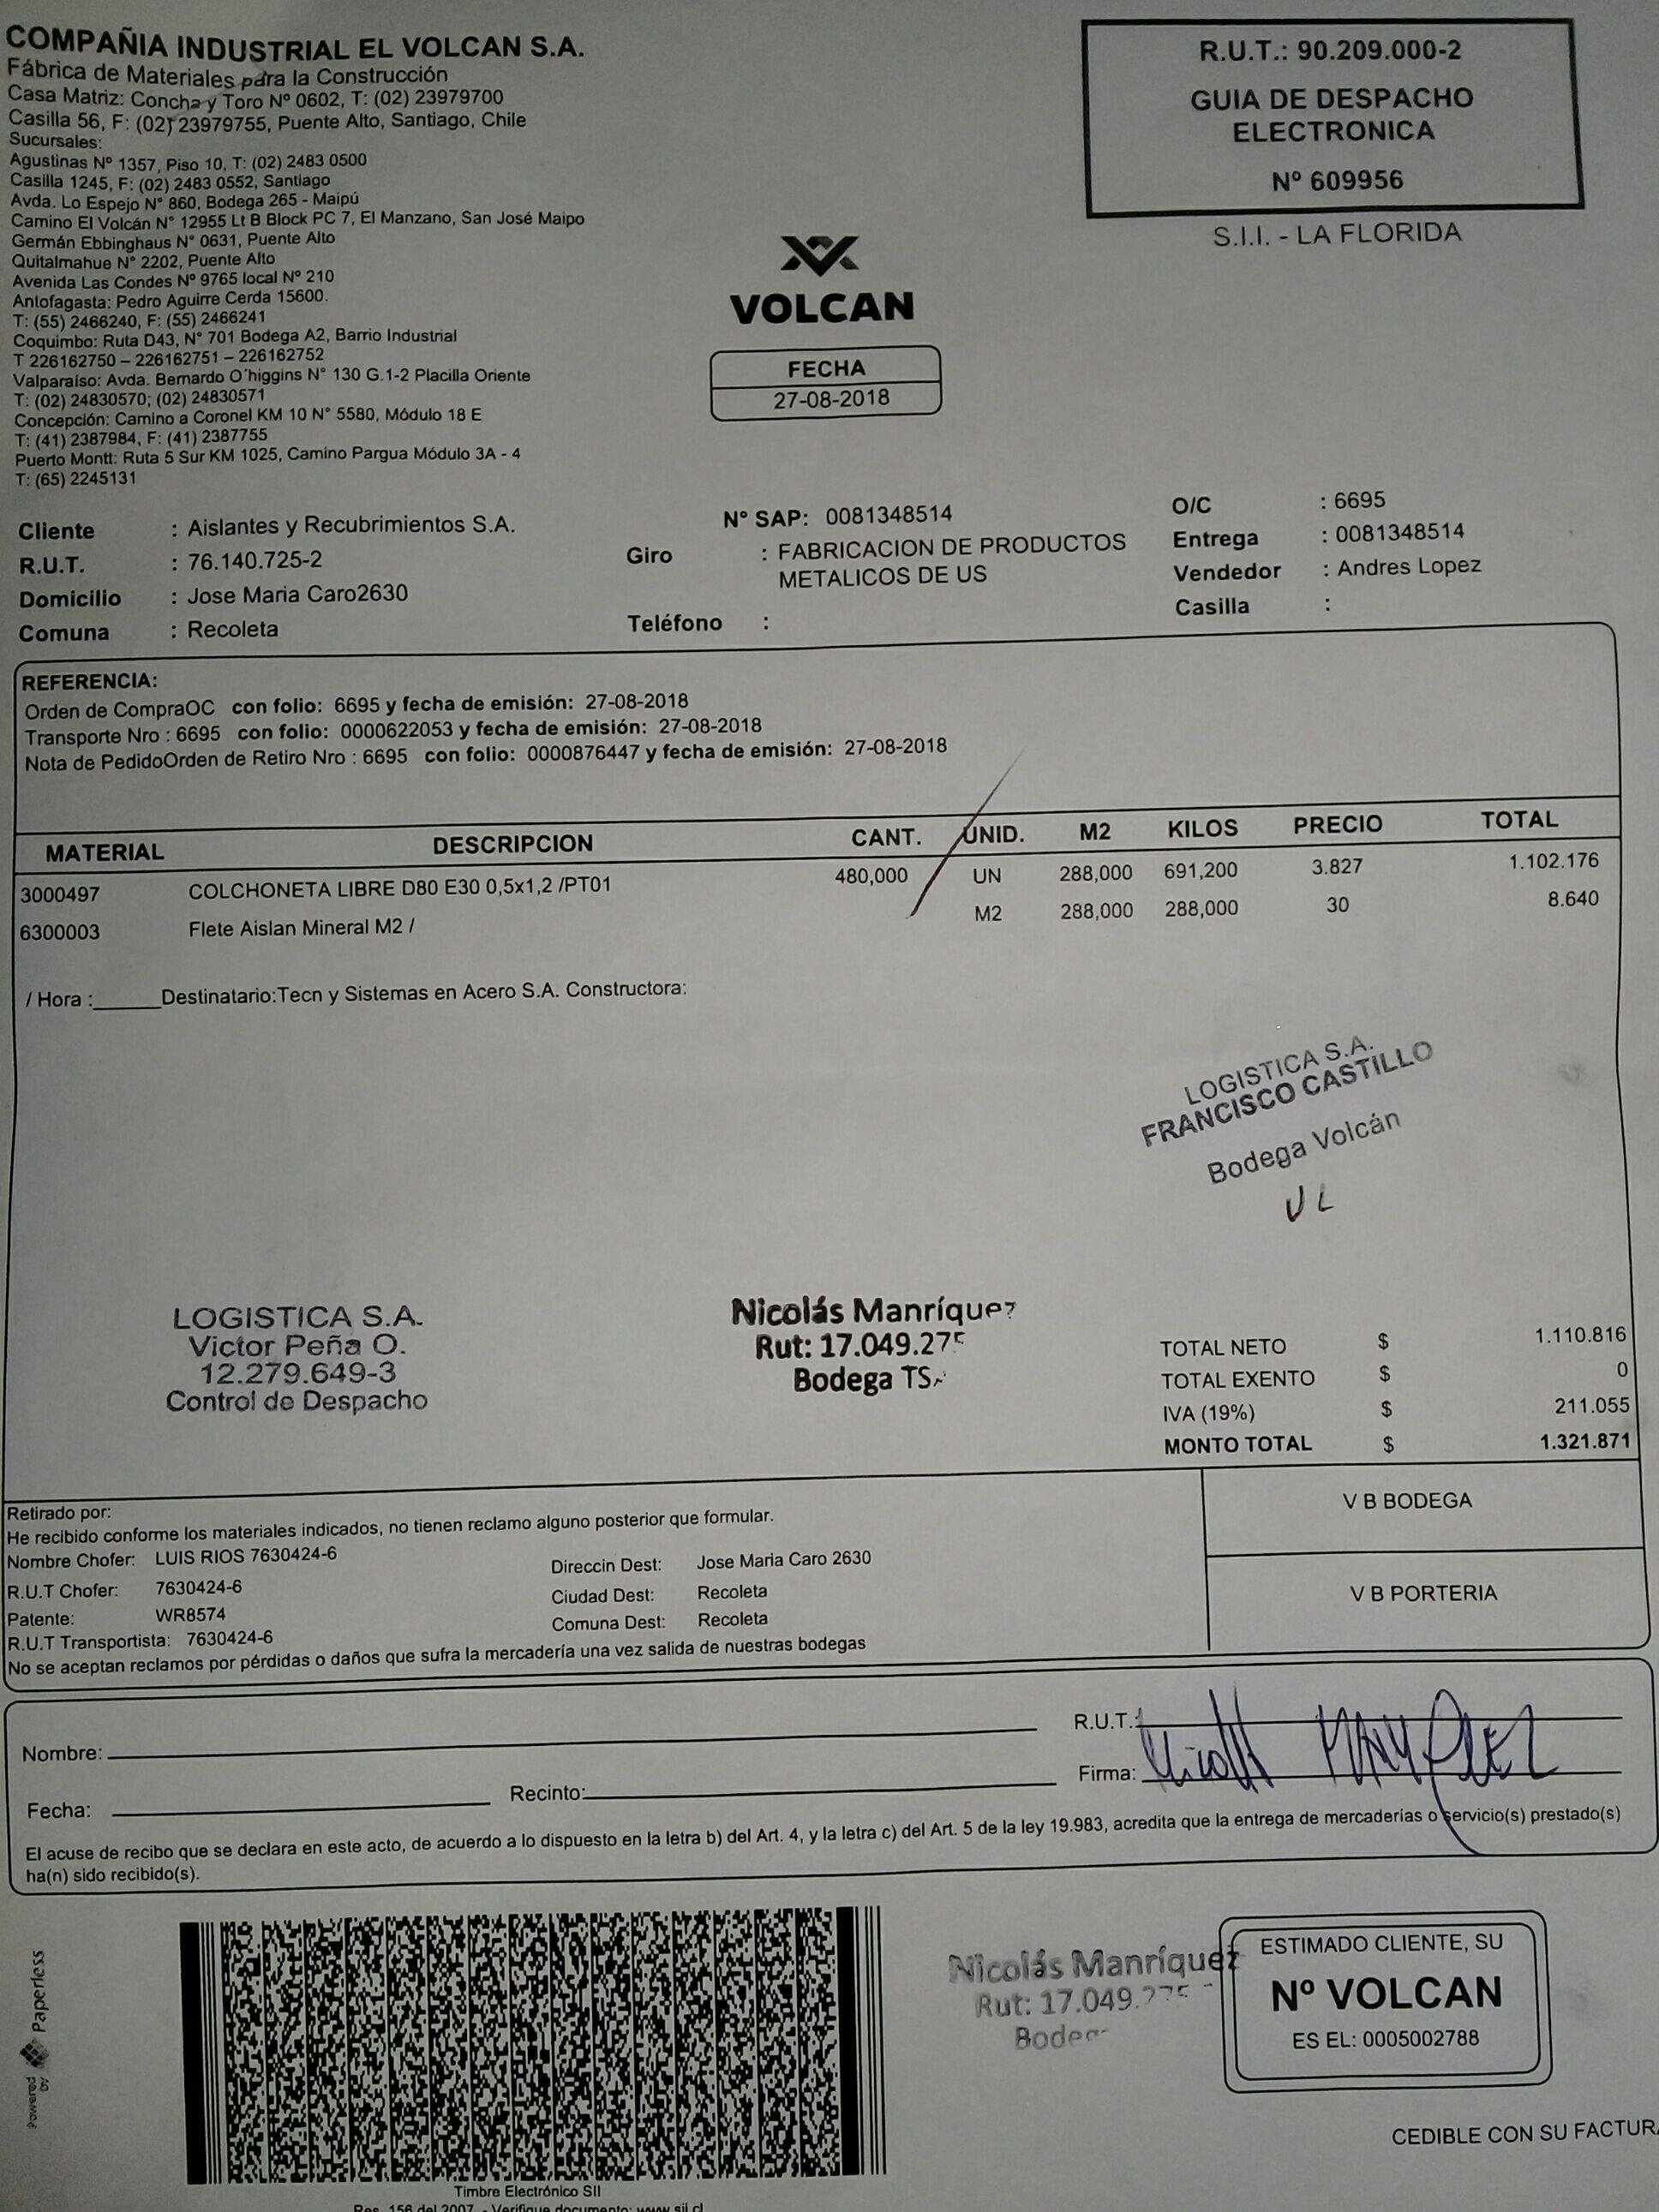 COMPAÑIA INDUSTRIAL EL VOLCAN S.A.
Fábrica de Materiales para la Construcción
Casa Matriz: Concha y Toro Nº 0602, T: (02) 23979700
Casilla 56, F: (02) 23979755, Puente Alto, Santiago, Chile
Sucursales:
Agustinas Nº 1357, Piso 10, T: (02) 2483 0500
Casilla 1245, F: (02) 2483 0552, Santiago
Avda. Lo Espejo N° 860, Bodega 265 - Maipú
Camino El Volcán N° 12955 Lt B Block PC 7, El Manzano, San José Maipo
Germán Ebbinghaus N° 0631, Puente Alto
Quitalmahue N° 2202, Puente Alto
Avenida Las Condes Nº 9765 local Nº 210
Antofagasta: Pedro Aguirre Cerda 15600.
T: (55) 2466240, F: (55) 2466241
Coquimbo: Ruta D43, N° 701 Bodega A2, Barrio Industrial
T 226162750 – 226162751 – 226162752
Valparaíso: Avda. Bernardo O´higgins N° 130 G.1-2 Placilla Oriente
T: (02) 24830570; (02) 24830571
Concepción: Camino a Coronel KM 10 N° 5580, Módulo 18 E
T: (41) 2387984, F: (41) 2387755
Puerto Montt: Ruta 5 Sur KM 1025, Camino Pargua Módulo 3A - 4
T: (65) 2245131
VOLCAN
FECHA
27-08-2018
R.U.T.: 90.209.000-2
GUIA DE DESPACHO
ELECTRONICA
Nº 609956
S.I.I. - LA FLORIDA
Cliente : Aislantes y Recubrimientos S.A.
R.U.T. : 76.140.725-2
Domicilio : Jose Maria Caro2630
Comuna : Recoleta
N° SAP: 0081348514
Giro : FABRICACION DE PRODUCTOS
METALICOS DE US
Teléfono :
O/C : 6695
Entrega : 0081348514
Vendedor : Andres Lopez
Casilla :
REFERENCIA:
Orden de CompraOC con folio: 6695 y fecha de emisión: 27-08-2018
Transporte Nro : 6695 con folio: 0000622053 y fecha de emisión: 27-08-2018
Nota de PedidoOrden de Retiro Nro : 6695 con folio: 0000876447 y fecha de emisión: 27-08-2018
MATERIAL DESCRIPCION CANT. UNID. M2 KILOS PRECIO TOTAL
3000497 COLCHONETA LIBRE D80 E30 0,5x1,2 /PT01 480,000 UN 288,000 691,200 3.827 1.102.176
6300003 Flete Aislan Mineral M2 / M2 288,000 288,000 30 8.640
/ Hora :______Destinatario:Tecn y Sistemas en Acero S.A. Constructora:
LOGISTICA S.A.
FRANCISCO CASTILLO
Bodega Volcán
LOGISTICA S.A.
Victor Peña O.
12.279.649-3
Control de Despacho
Nicolás Manríquez
Rut: 17.049.275
Bodega
TOTAL NETO $ 1.110.816
TOTAL EXENTO $ 0
IVA (19%) $ 211.055
MONTO TOTAL $ 1.321.871
Retirado por:
He recibido conforme los materiales indicados, no tienen reclamo alguno posterior que formular.
Nombre Chofer: LUIS RIOS 7630424-6
R.U.T Chofer: 7630424-6
Patente: WR8574
R.U.T Transportista: 7630424-6
Direccin Dest: Jose Maria Caro 2630
Ciudad Dest: Recoleta
Comuna Dest: Recoleta
No se aceptan reclamos por pérdidas o daños que sufra la mercadería una vez salida de nuestras bodegas
V B BODEGA
V B PORTERIA
Nombre:
R.U.T.:
Fecha:
Recinto:
Firma:
El acuse de recibo que se declara en este acto, de acuerdo a lo dispuesto en la letra b) del Art. 4, y la letra c) del Art. 5 de la ley 19.983, acredita que la entrega de mercaderías o servicio(s) prestado(s)
ha(n) sido recibido(s).
Powered by Paperless
Timbre Electrónico SII
Res. 156 del 2007 - Verifique documento: www.sii.cl
Nicolás Manríquez
Rut: 17.049.275
ESTIMADO CLIENTE, SU
Nº VOLCAN
ES EL: 0005002788
CEDIBLE CON SU FACTURA